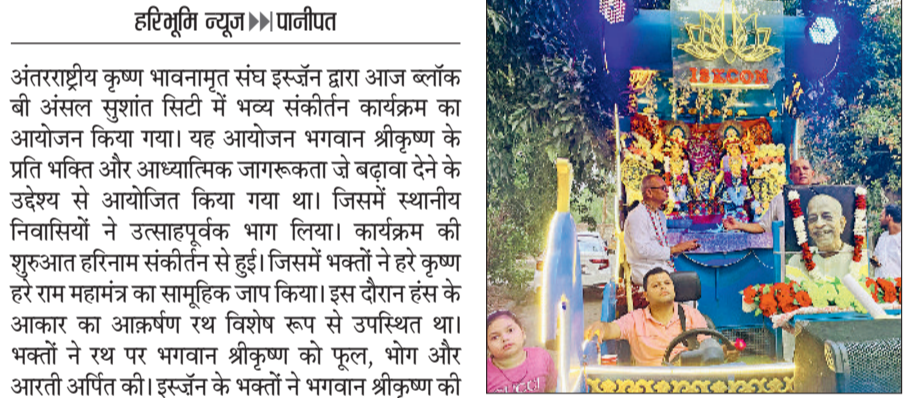 हरिभूमि न्यूज ▶▶ पानीपत
अंतरराष्ट्रीय कृष्ण भावनामृत संघ इस्जॅन द्वारा आज ब्लॉक
बी अंसल सुशांत सिटी में भव्य संकीर्तन कार्यक्रम का
आयोजन किया गया। यह आयोजन भगवान श्रीकृष्ण के
प्रति भक्ति और आध्यात्मिक जागरूकता ज़े बढ़ावा देने के
उद्देश्य से आयोजित किया गया था। जिसमें स्थानीय
निवासियों ने उत्साहपूर्वक भाग लिया। कार्यक्रम की
शुरुआत हरिनाम संकीर्तन से हुई। जिसमें भक्तों ने हरे कृष्ण
हरे राम महामंत्र का सामूहिक जाप किया। इस दौरान हंस के
आकार का आक़र्षण रथ विशेष रूप से उपस्थित था।
भक्तों ने रथ पर भगवान श्रीकृष्ण को फूल, भोग और
आरती अर्पित की। इस्जॅन के भक्तों ने भगवान श्रीकृष्ण की
ISKCON